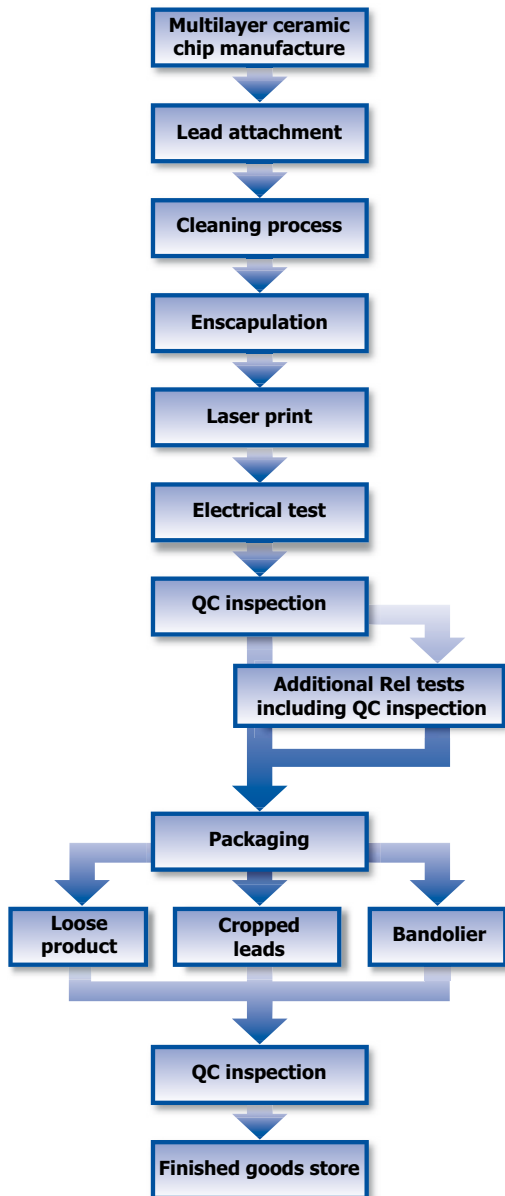 Multilayer ceramic
chip manufacture
Lead attachment
Cleaning process
Enscapulation
Laser print
Electrical test
QC inspection
Additional Rel tests
including QC inspection
Packaging
Loose
product
Cropped
leads
Bandolier
QC inspection
Finished goods store